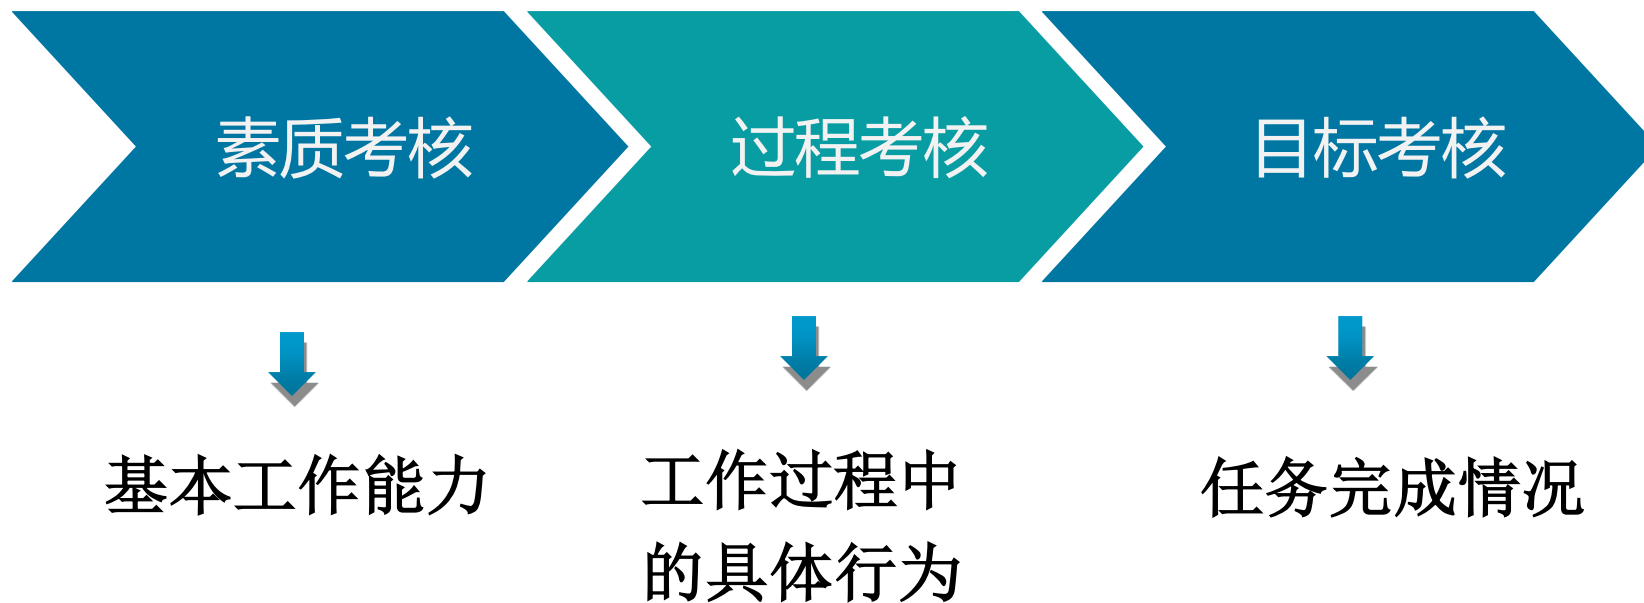 素质考核
过程考核
目标考核
基本工作能力
工作过程中
的具体行为
任务完成情况